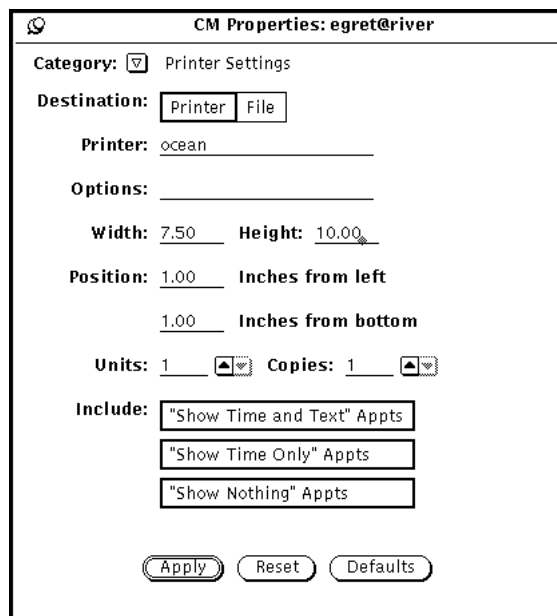 CM Properties: egret@river
Category: Printer Settings
Destination: Printer File
Printer: ocean
Options:
Width: 7.50 Height: 10.00
Position: 1.00 Inches from left
1.00 Inches from bottom
Units: 1 Copies: 1
Include: "Show Time and Text" Appts
"Show Time Only" Appts
"Show Nothing" Appts
Apply Reset Defaults